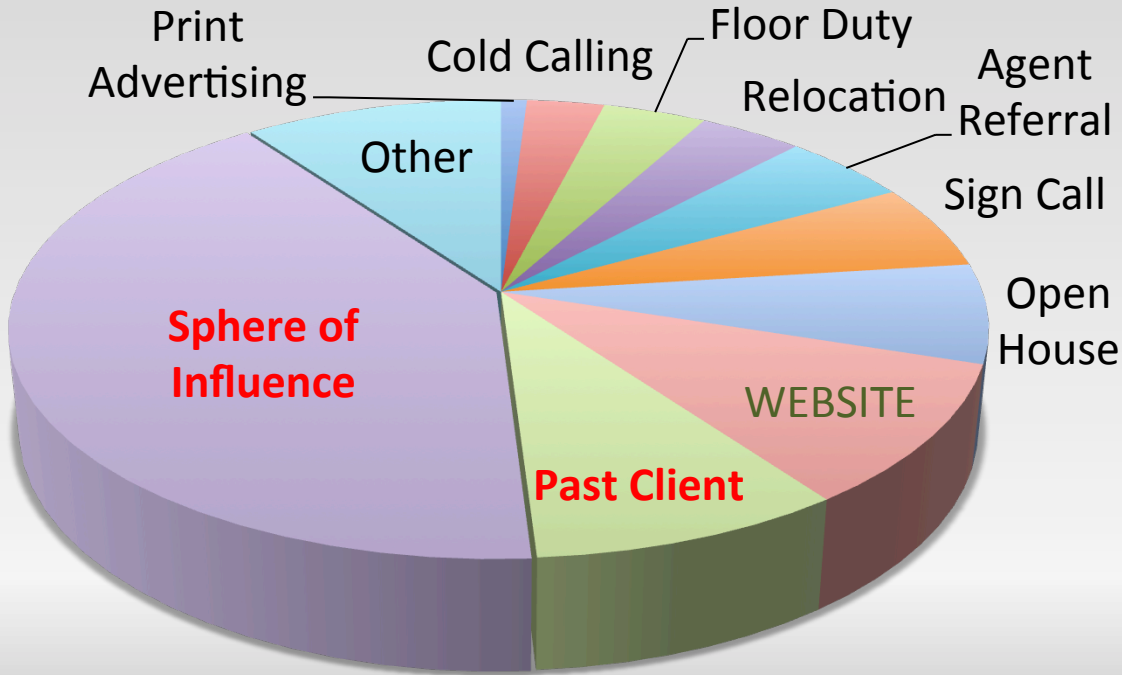 Print
Advertising
Cold Calling
Floor Duty
Relocation
Agent
Referral
Sign Call
Open
House
WEBSITE
Past Client
Sphere of
Influence
Other